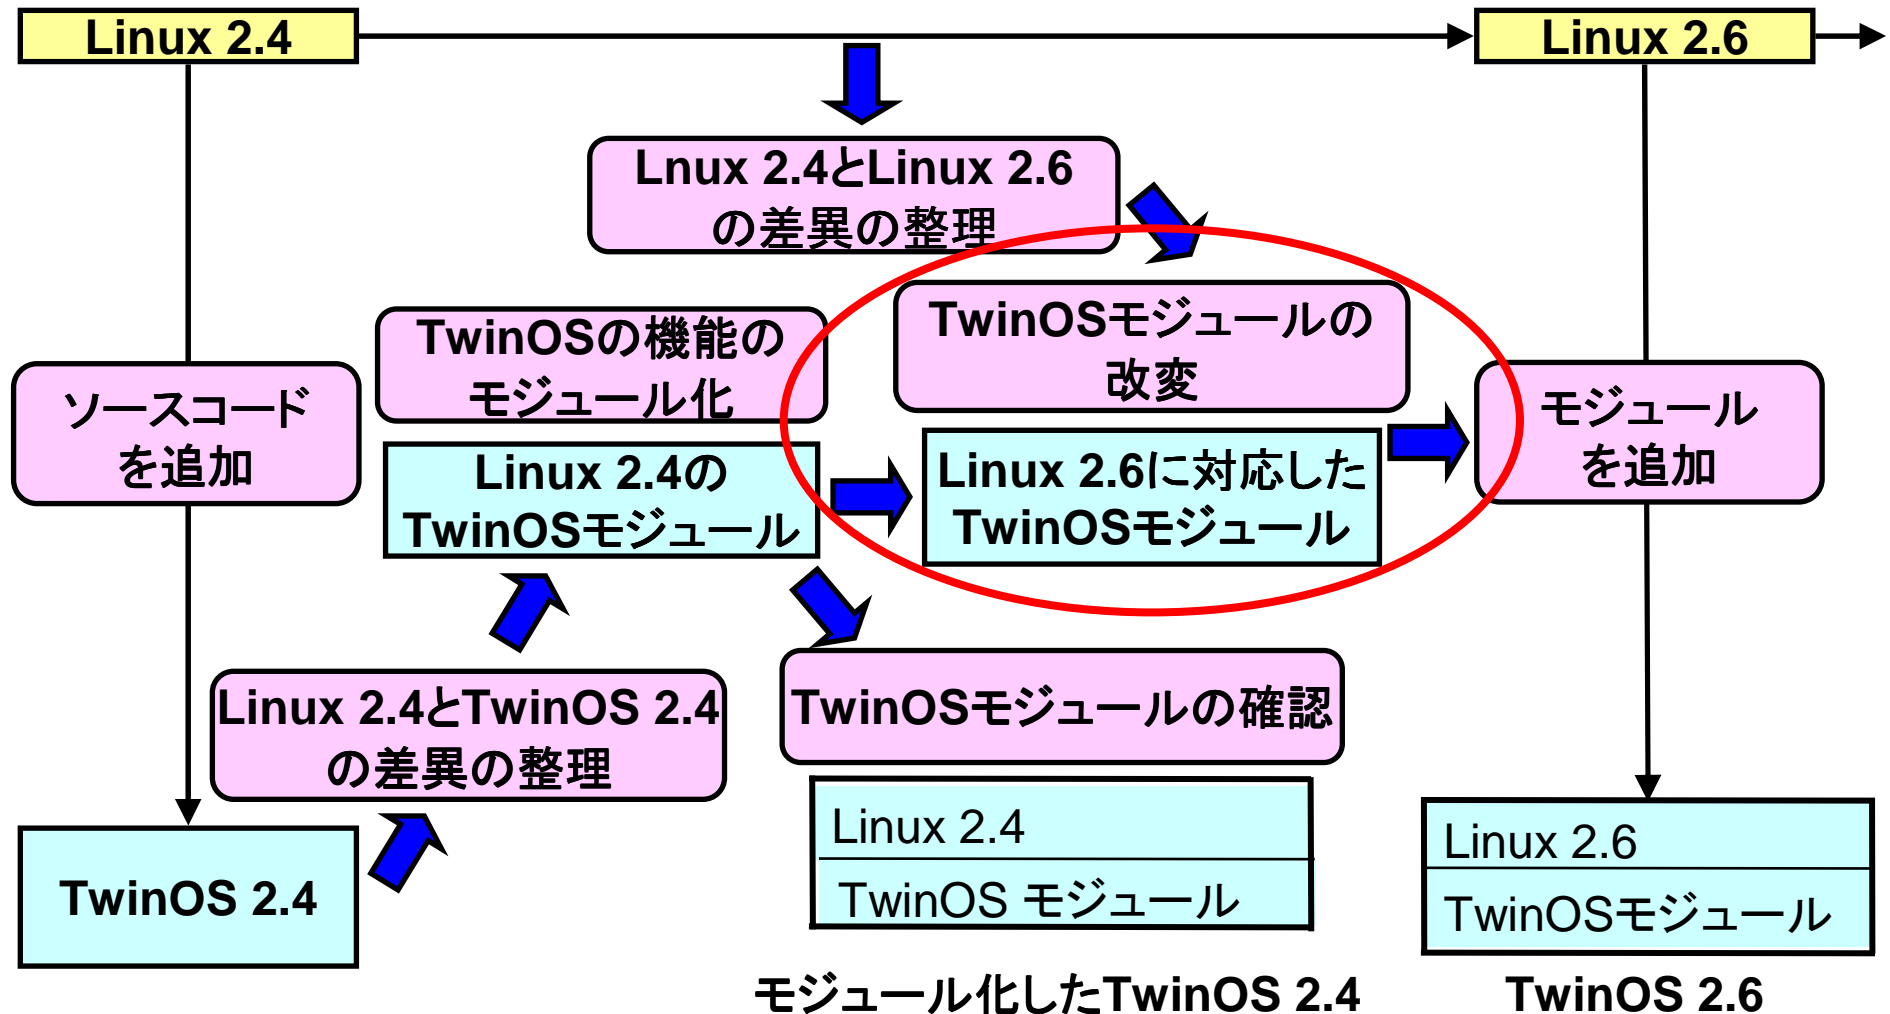 Linux 2.4
Linux 2.6
Lnux 2.4とLinux 2.6
の差異の整理
TwinOSの機能の
モジュール化
TwinOSモジュールの
改変
ソースコード
を追加
モジュール
を追加
Linux 2.4の
TwinOSモジュール
Linux 2.6に対応した
TwinOSモジュール
Linux 2.4とTwinOS 2.4
の差異の整理
TwinOSモジュールの確認
TwinOS 2.4
Linux 2.4
TwinOS モジュール
Linux 2.6
TwinOSモジュール
モジュール化したTwinOS 2.4
TwinOS 2.6